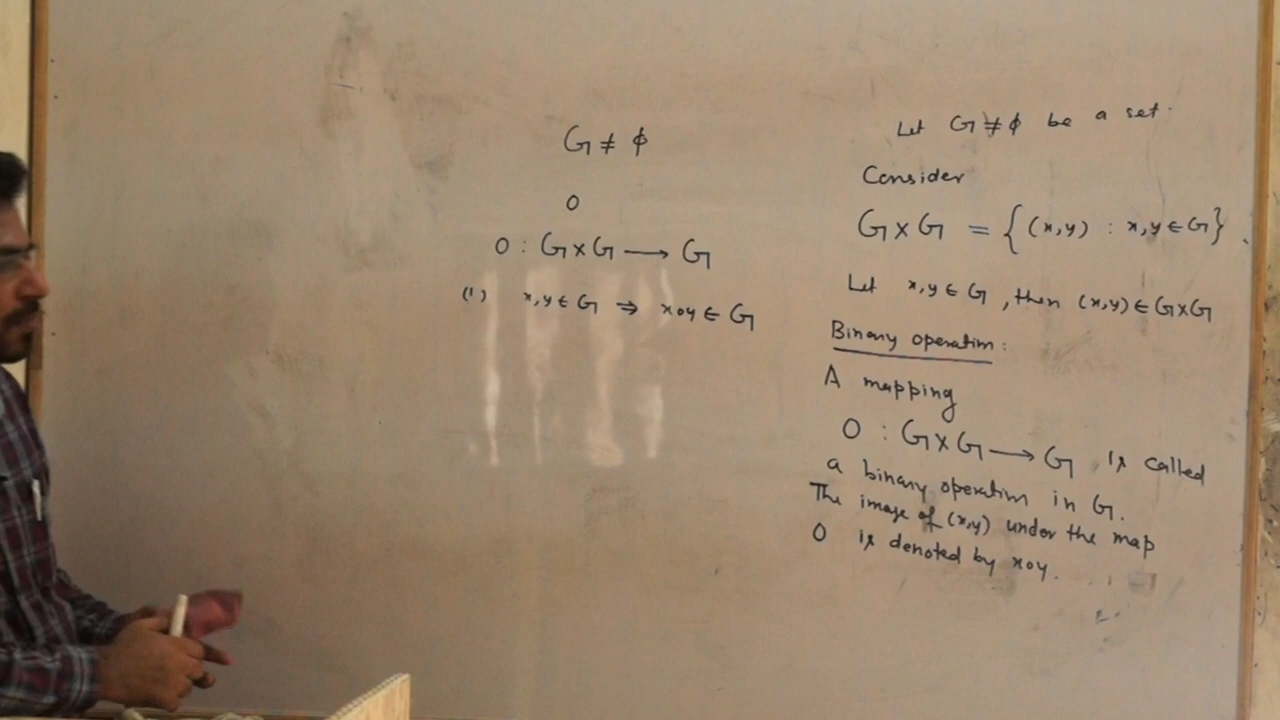 G ≠ ϕ
o
o : G×G ⟶ G
(1) x,y ∈ G ⇒ xoy ∈ G
Let G ≠ ϕ be a set.
Consider
G×G = {(x,y) : x,y ∈ G}.
Let x,y ∈ G, then (x,y) ∈ G×G
Binary operation:
A mapping
o : G×G ⟶ G is called
a binary operation in G.
The image of (x,y) under the map
o is denoted by xoy.